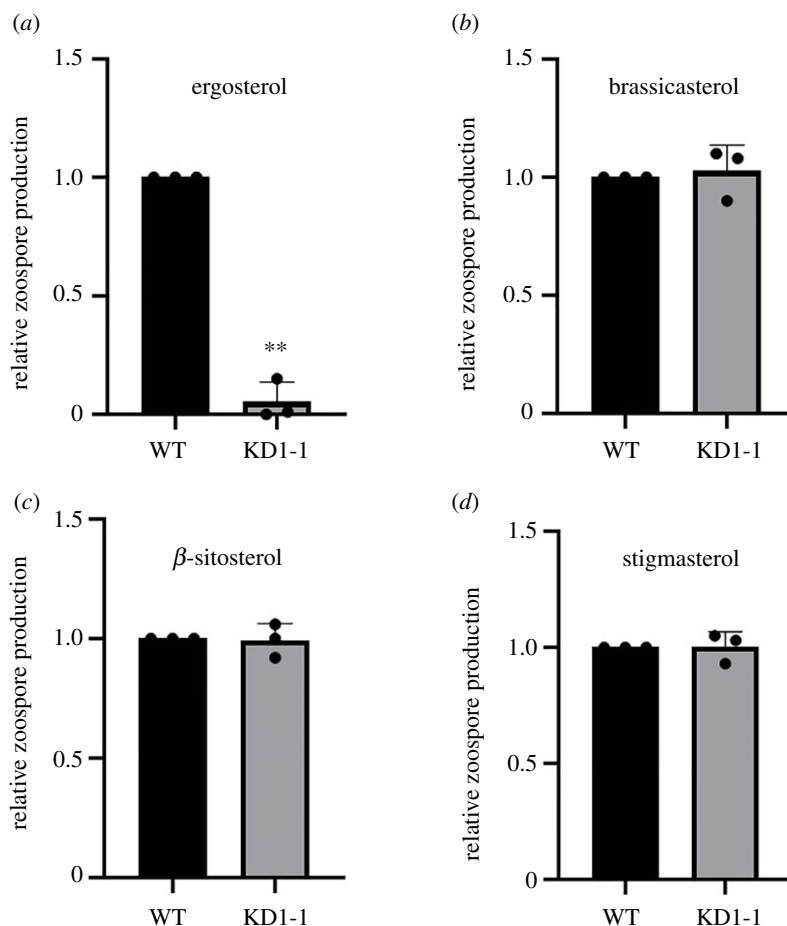 (a)
1.5
ergosterol
relative zoospore production
1.0
0.5
**
0
WT KD1-1
(b)
1.5
brassicasterol
relative zoospore production
1.0
0.5
0
WT KD1-1
(c)
1.5
β-sitosterol
relative zoospore production
1.0
0.5
0
WT KD1-1
(d)
1.5
stigmasterol
relative zoospore production
1.0
0.5
0
WT KD1-1